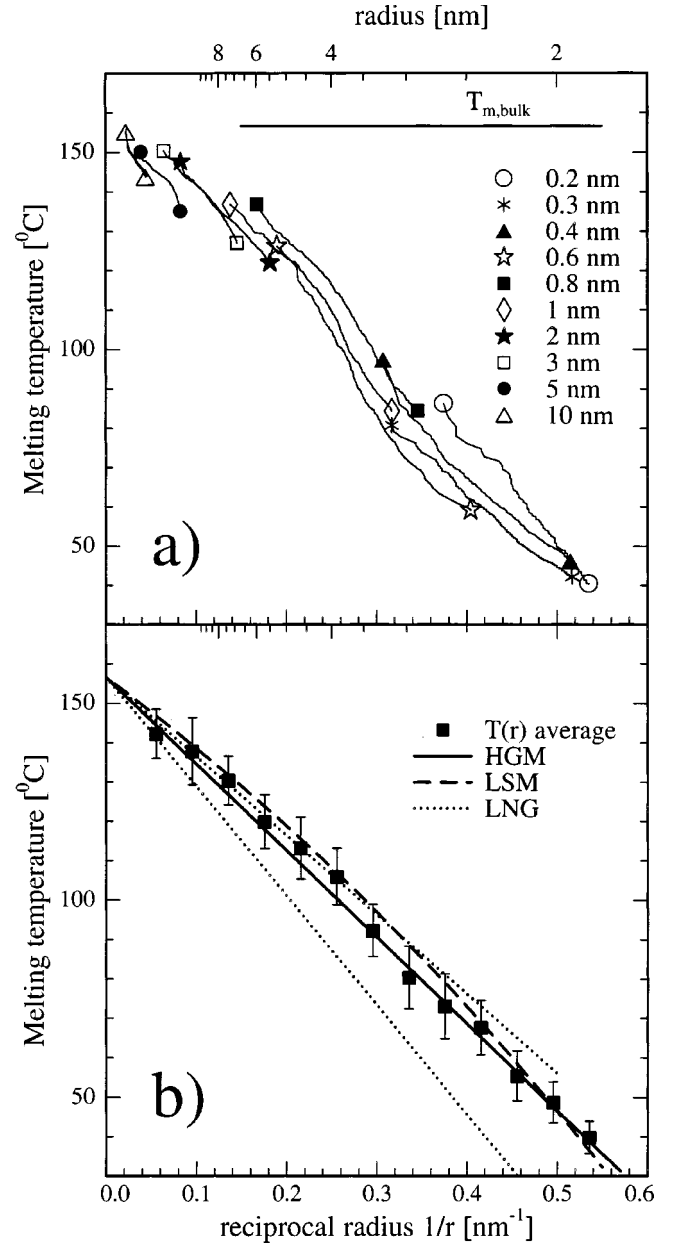 radius [nm]
8 6 4 2
T_m,bulk
150
100
50
Melting temperature [⁰C]
0.2 nm
0.3 nm
0.4 nm
0.6 nm
0.8 nm
1 nm
2 nm
3 nm
5 nm
10 nm
a)
150
100
50
Melting temperature [⁰C]
T(r) average
HGM
LSM
LNG
b)
0.0 0.1 0.2 0.3 0.4 0.5 0.6
reciprocal radius 1/r [nm⁻¹]